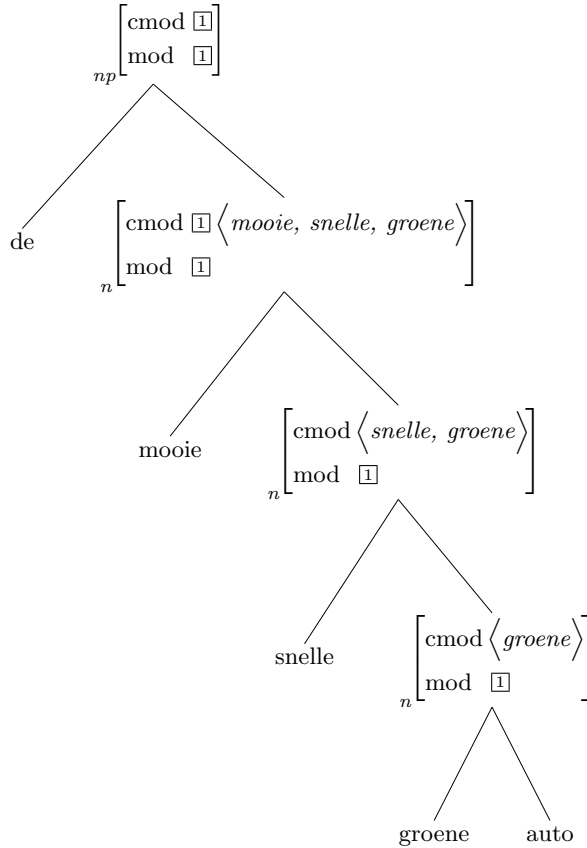 cmod 1
mod 1
np
de
cmod 1 ⟨mooie, snelle, groene⟩
mod 1
n
mooie
cmod ⟨snelle, groene⟩
mod 1
n
snelle
cmod ⟨groene⟩
mod 1
n
groene auto